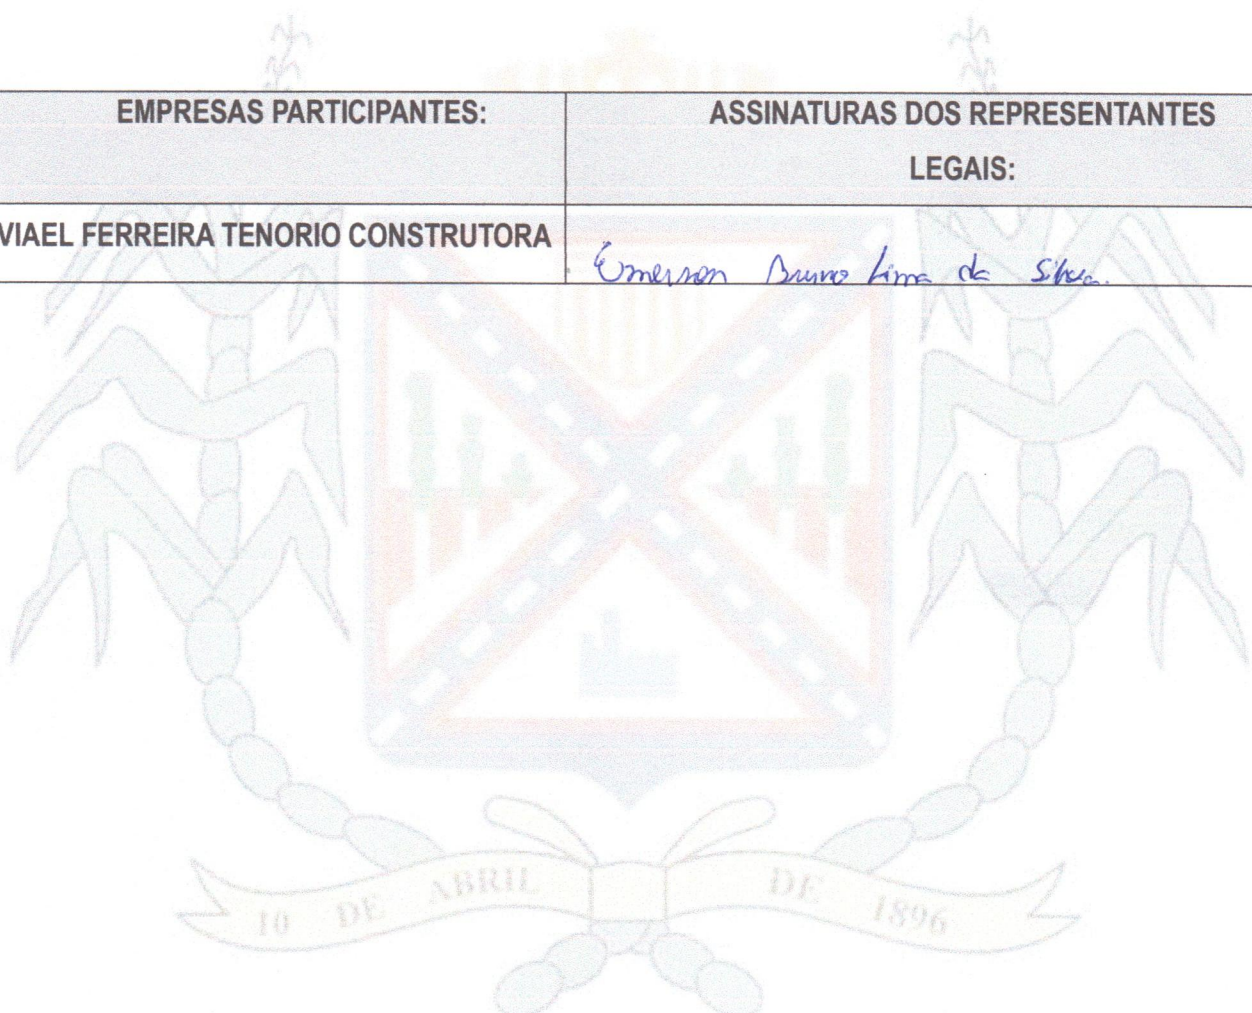 EMPRESAS PARTICIPANTES:
ASSINATURAS DOS REPRESENTANTES
LEGAIS:
VIAEL FERREIRA TENORIO CONSTRUTORA
Emerson Bruno Lima da Silva.
10 DE ABRIL DE 1896